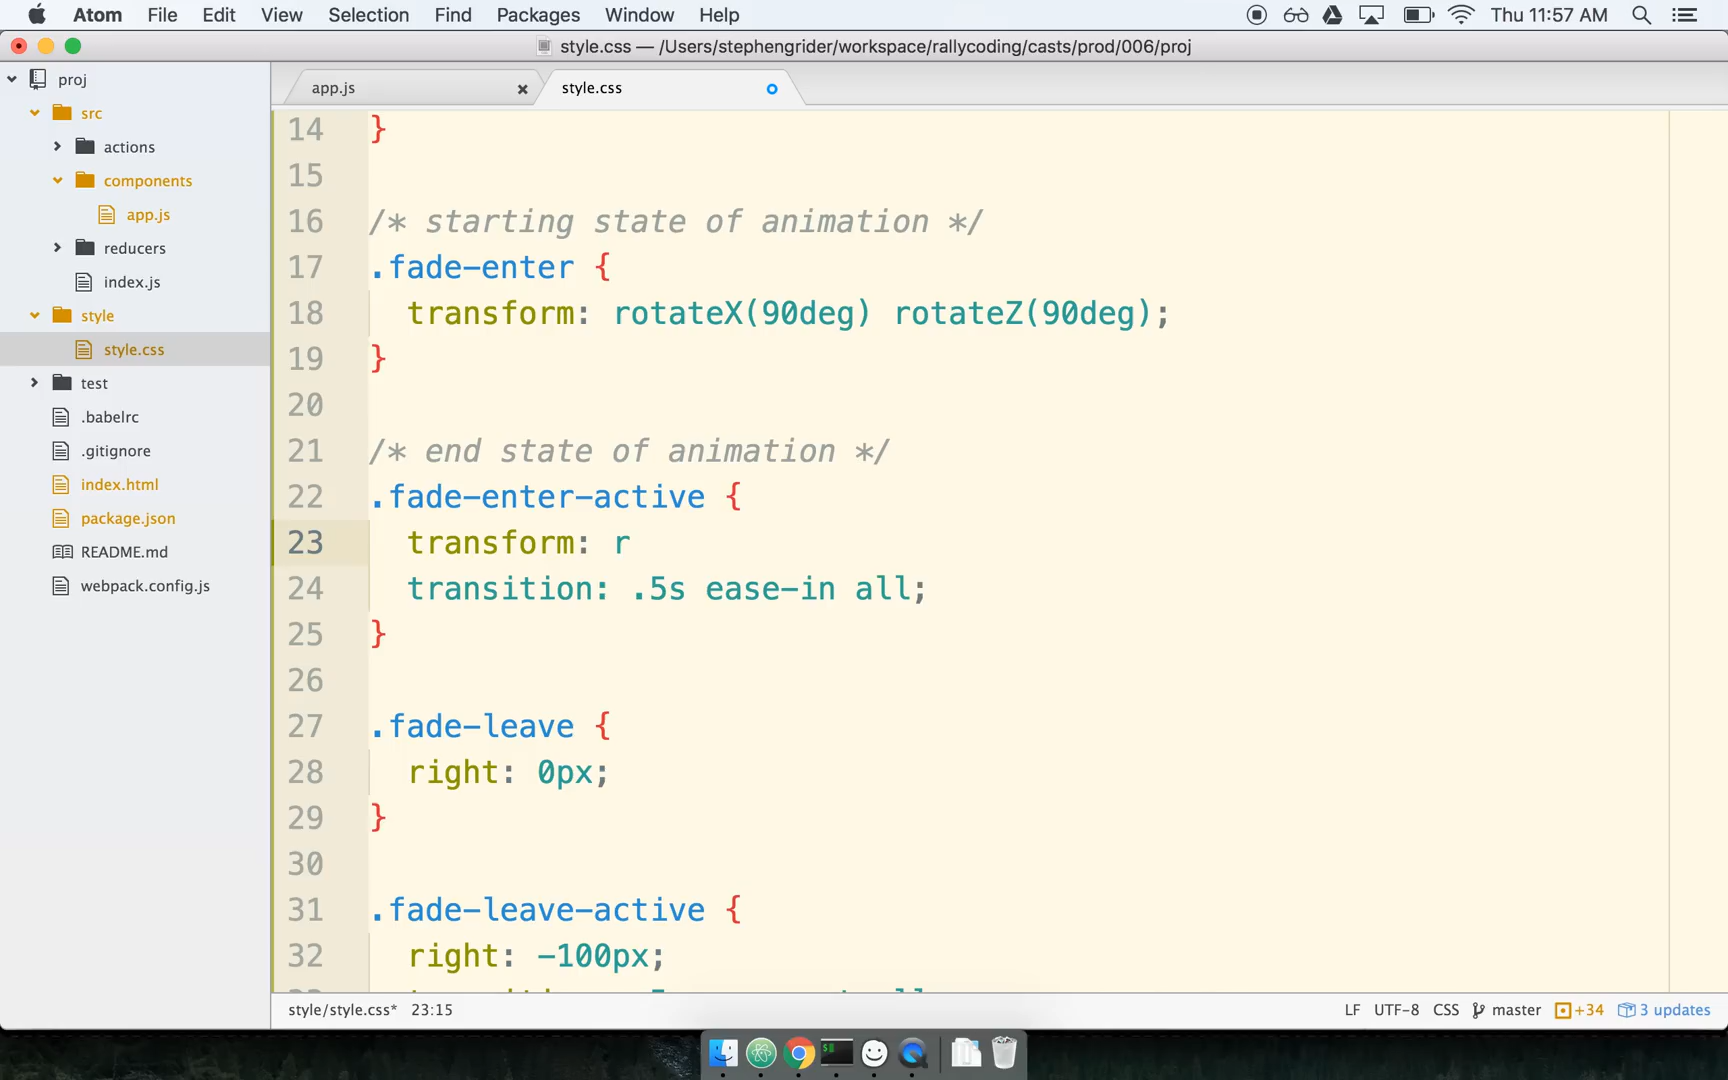 Atom File Edit View Selection Find Packages Window Help Thu 11:57 AM
style.css — /Users/stephengrider/workspace/rallycoding/casts/prod/006/proj
proj
src
actions
components
app.js
reducers
index.js
style
style.css
test
.babelrc
.gitignore
index.html
package.json
README.md
webpack.config.js
app.js style.css
14 }
15
16 /* starting state of animation */
17 .fade-enter {
18 transform: rotateX(90deg) rotateZ(90deg);
19 }
20
21 /* end state of animation */
22 .fade-enter-active {
23 transform: r
24 transition: .5s ease-in all;
25 }
26
27 .fade-leave {
28 right: 0px;
29 }
30
31 .fade-leave-active {
32 right: -100px;
style/style.css* 23:15 LF UTF-8 CSS master +34 3 updates